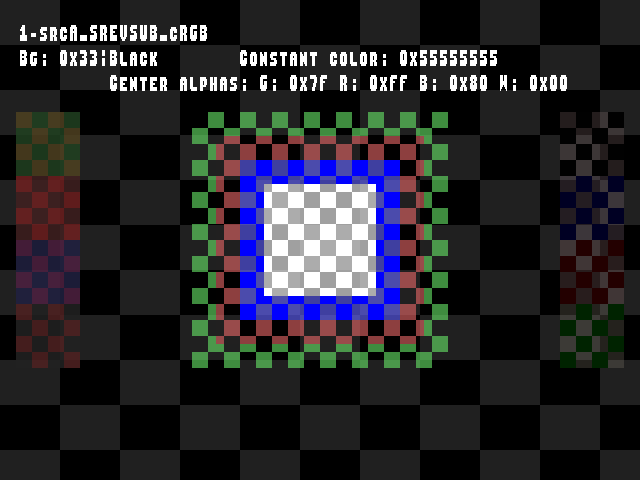 1-srcA_SREVSUB_cRGB
Bg: 0x33¦Black Constant color: 0x55555555
Center alphas: G: 0x7f R: 0xff B: 0x80 W: 0x00